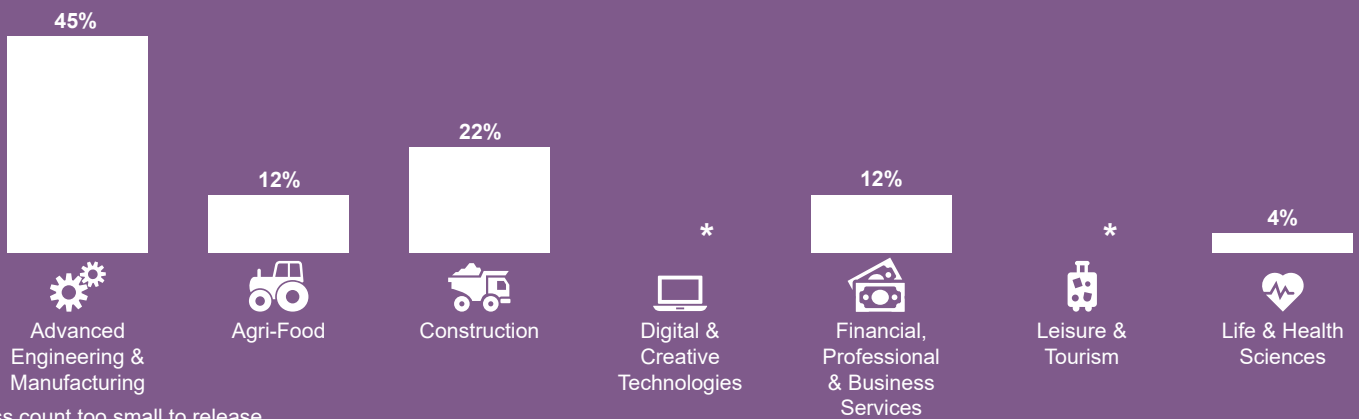 45%
12%
22%
*
12%
*
4%
Advanced
Engineering &
Manufacturing
Agri-Food
Construction
Digital &
Creative
Technologies
Financial,
Professional
& Business
Services
Leisure &
Tourism
Life & Health
Sciences
count too small to release